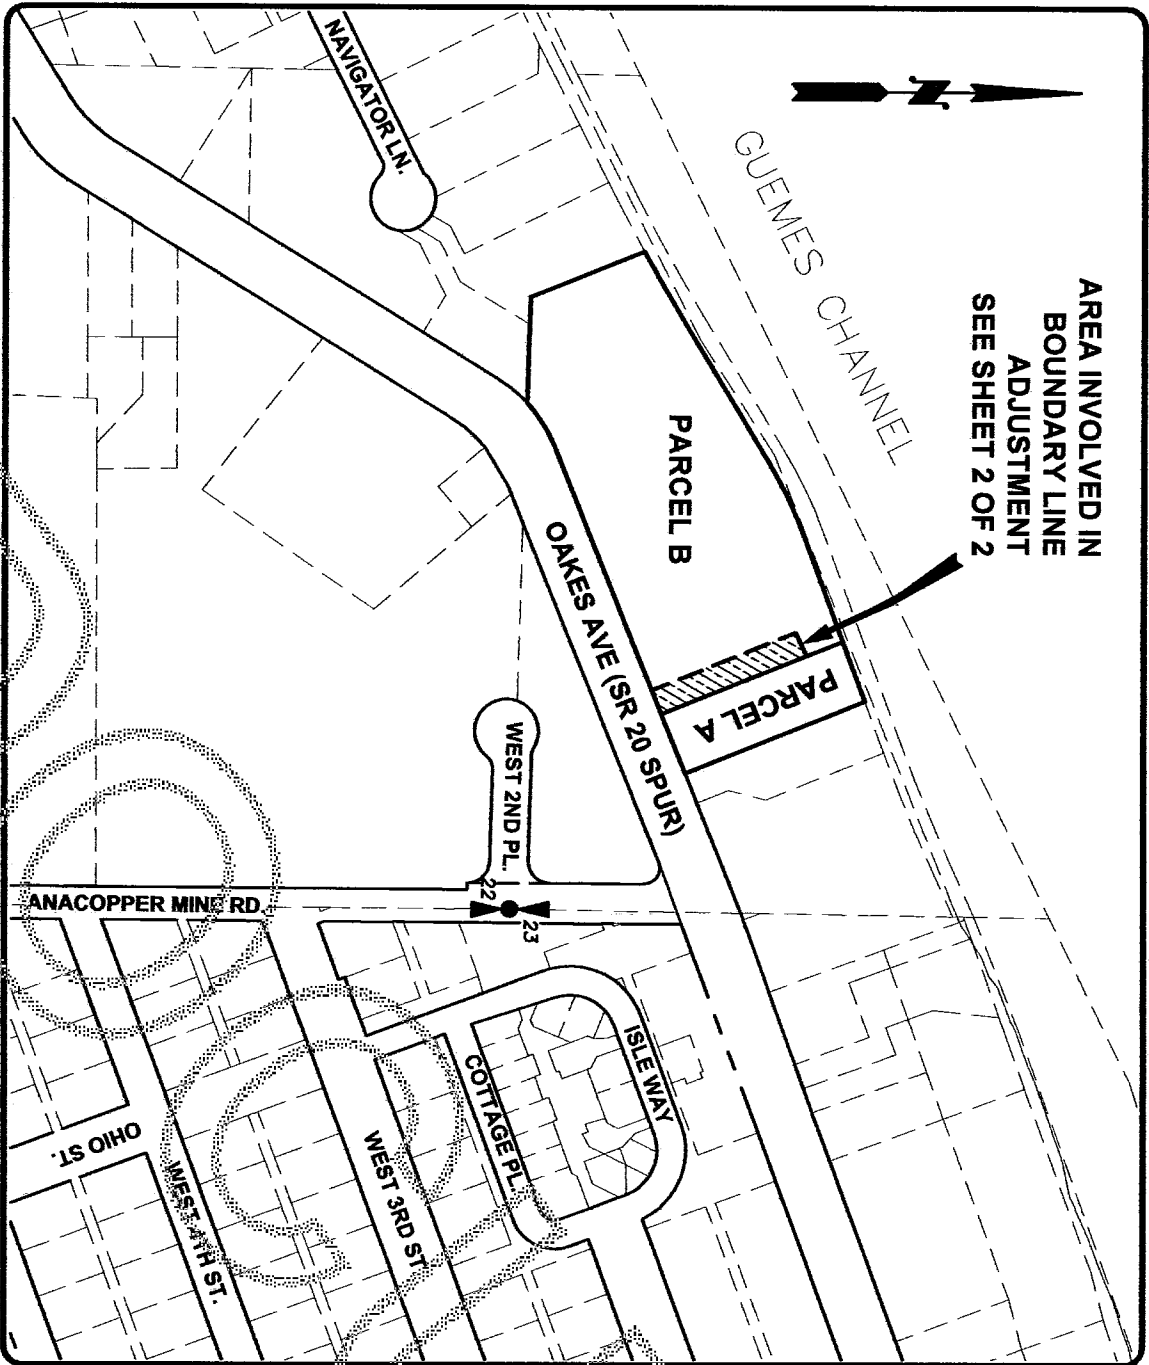 AREA INVOLVED IN
BOUNDARY LINE
ADJUSTMENT
SEE SHEET 2 OF 2
N
GUEMES CHANNEL
NAVIGATOR LN.
PARCEL B
PARCEL A
OAKES AVE (SR 20 SPUR)
WEST 2ND PL.
22
23
ANACOPPER MINE RD.
ISLE WAY
COTTAGE PL.
WEST 3RD ST
WEST 4TH ST.
OHIO ST.